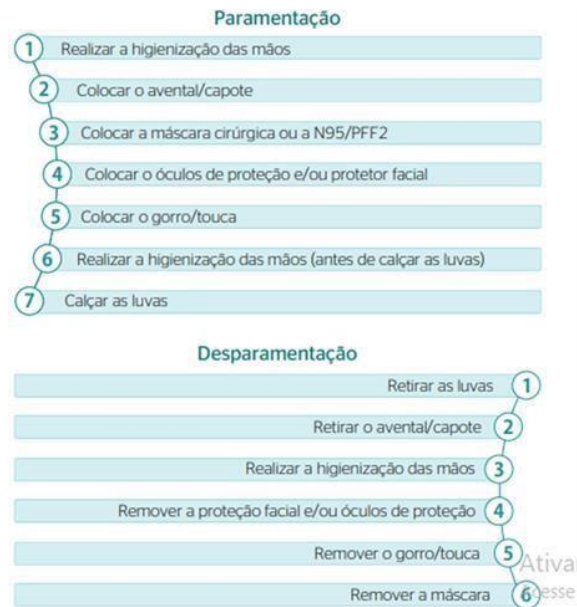 Paramentação
1 Realizar a higienização das mãos
2 Colocar o avental/capote
3 Colocar a máscara cirúrgica ou a N95/PFF2
4 Colocar o óculos de proteção e/ou protetor facial
5 Colocar o gorro/touca
6 Realizar a higienização das mãos (antes de calçar as luvas)
7 Calçar as luvas
Desparamentação
Retirar as luvas 1
Retirar o avental/capote 2
Realizar a higienização das mãos 3
Remover a proteção facial e/ou óculos de proteção 4
Remover o gorro/touca 5
Ativa
Remover a máscara 6